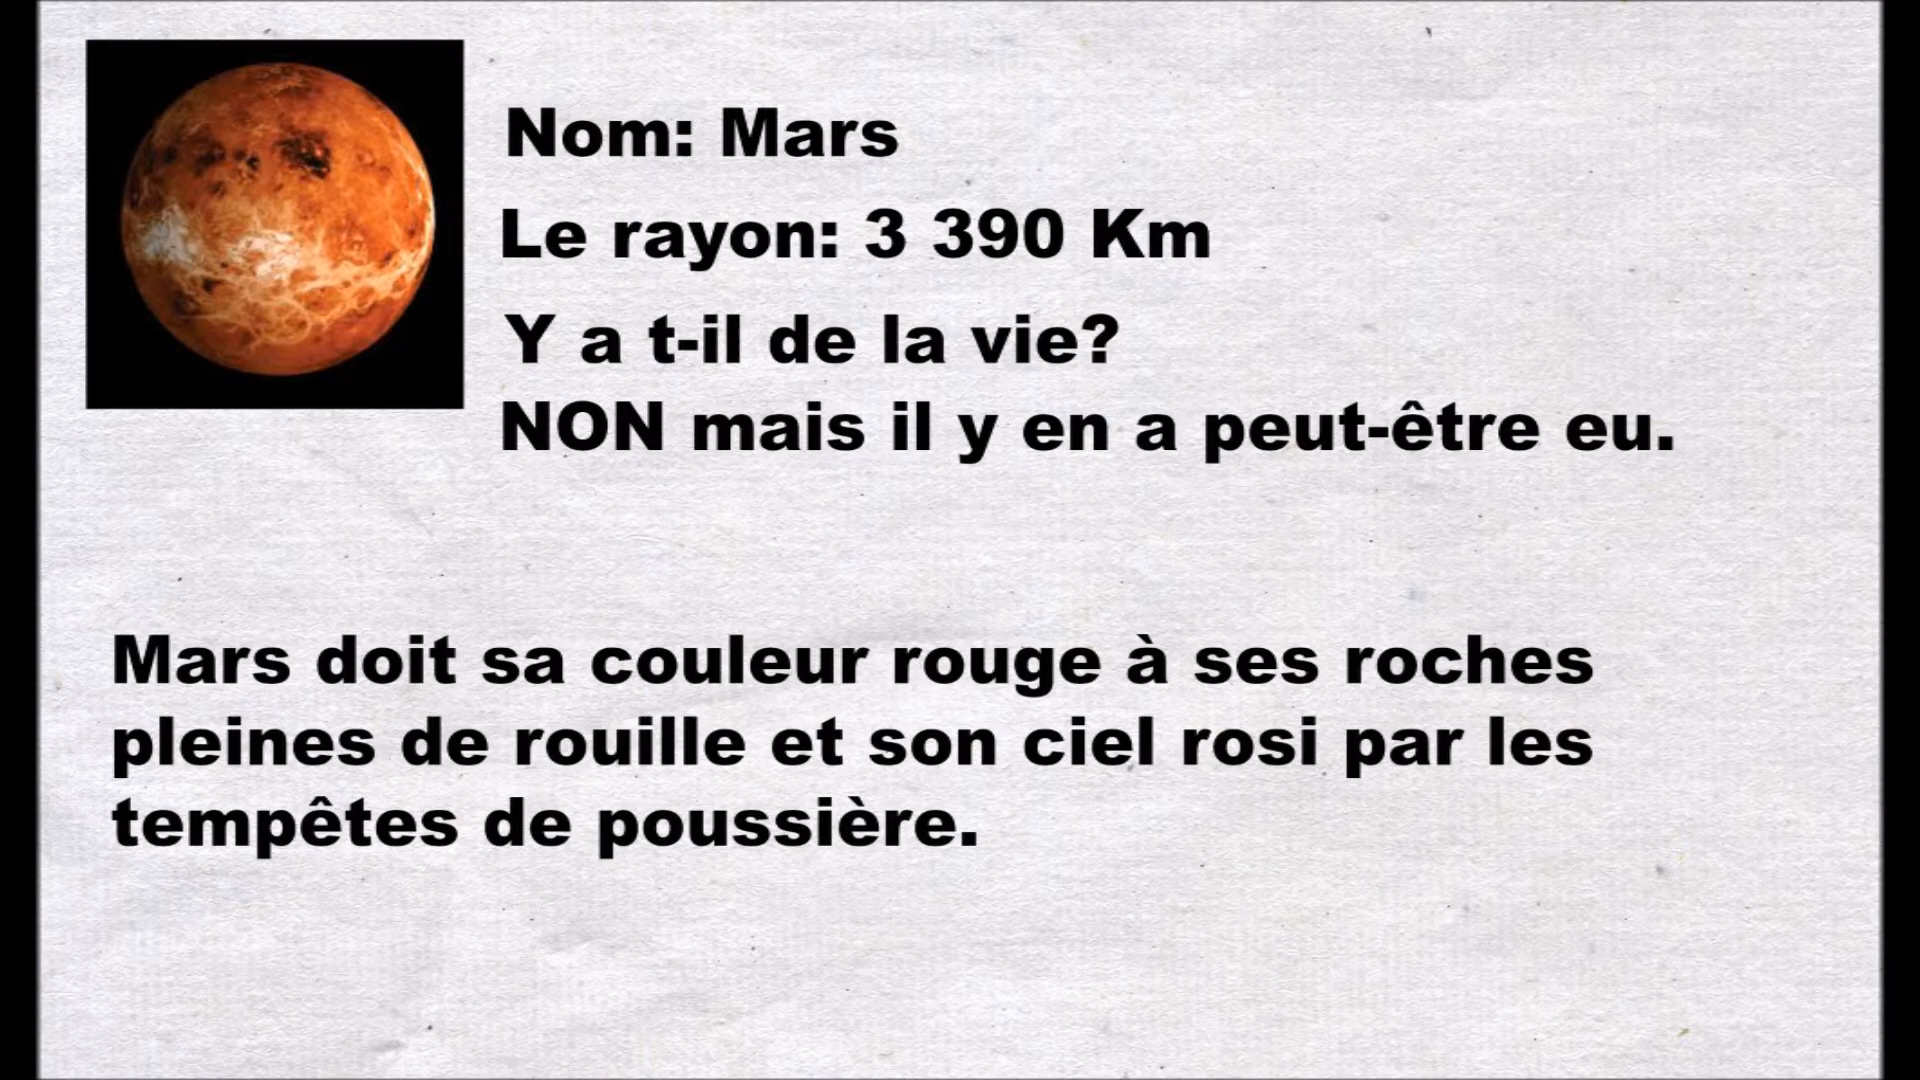 Nom: Mars
Le rayon: 3 390 Km
Y a t-il de la vie?
NON mais il y en a peut-être eu.
Mars doit sa couleur rouge à ses roches
pleines de rouille et son ciel rosi par les
tempêtes de poussière.